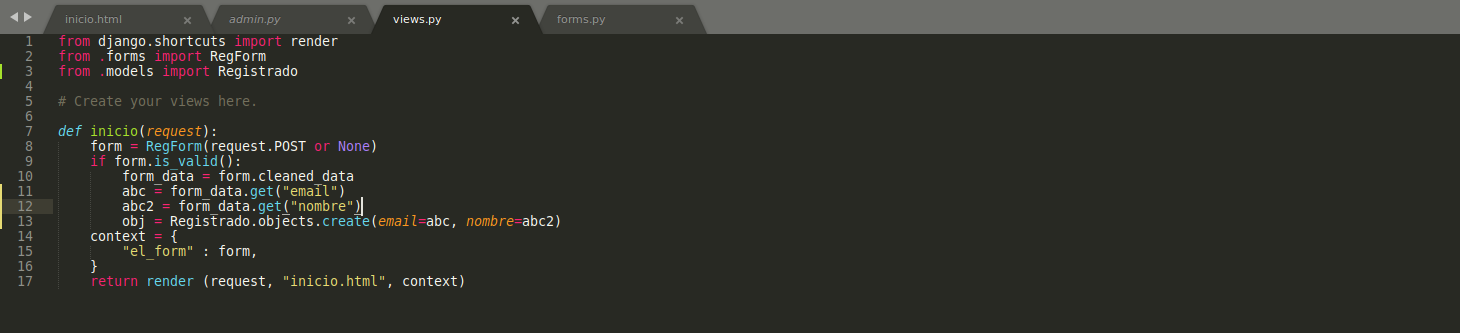 inicio.html × admin.py × views.py × forms.py ×
1 from django.shortcuts import render
2 from .forms import RegForm
3 from .models import Registrado
4
5 # Create your views here.
6
7 def inicio(request):
8     form = RegForm(request.POST or None)
9     if form.is_valid():
10         form_data = form.cleaned_data
11         abc = form_data.get("email")
12         abc2 = form_data.get("nombre")
13         obj = Registrado.objects.create(email=abc, nombre=abc2)
14     context = {
15         "el_form" : form,
16     }
17     return render (request, "inicio.html", context)